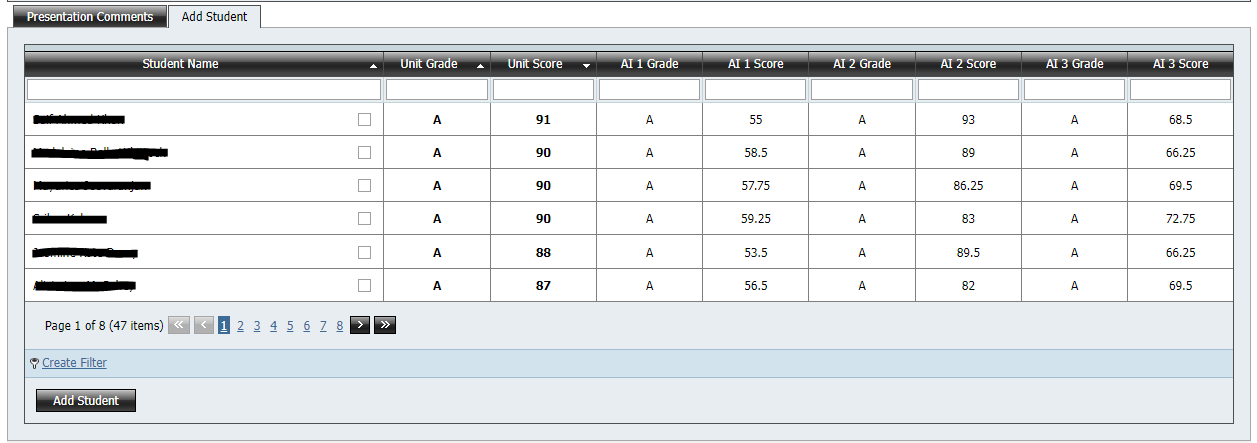 Presentation Comments Add Student
Student Name Unit Grade Unit Score AI 1 Grade AI 1 Score AI 2 Grade AI 2 Score AI 3 Grade AI 3 Score
A 91 A 55 A 93 A 68.5
A 90 A 58.5 A 89 A 66.25
A 90 A 57.75 A 86.25 A 69.5
A 90 A 59.25 A 83 A 72.75
A 88 A 53.5 A 89.5 A 66.25
A 87 A 56.5 A 82 A 69.5
Page 1 of 8 (47 items) 1 2 3 4 5 6 7 8
Create Filter
Add Student